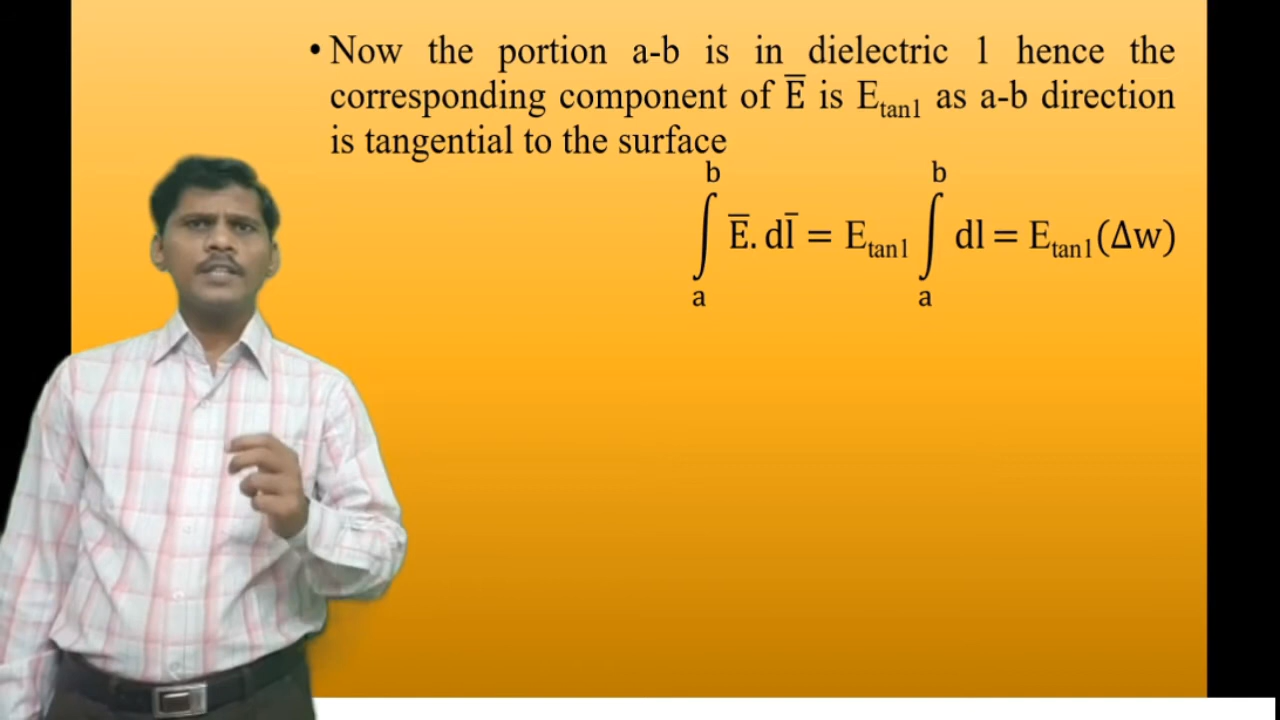 • Now the portion a-b is in dielectric 1 hence the
corresponding component of E̅ is Eₜₐₙ₁ as a-b direction
is tangential to the surface
∫ₐᵇ E̅. dl̅ = Eₜₐₙ₁ ∫ₐᵇ dl = Eₜₐₙ₁(Δw)